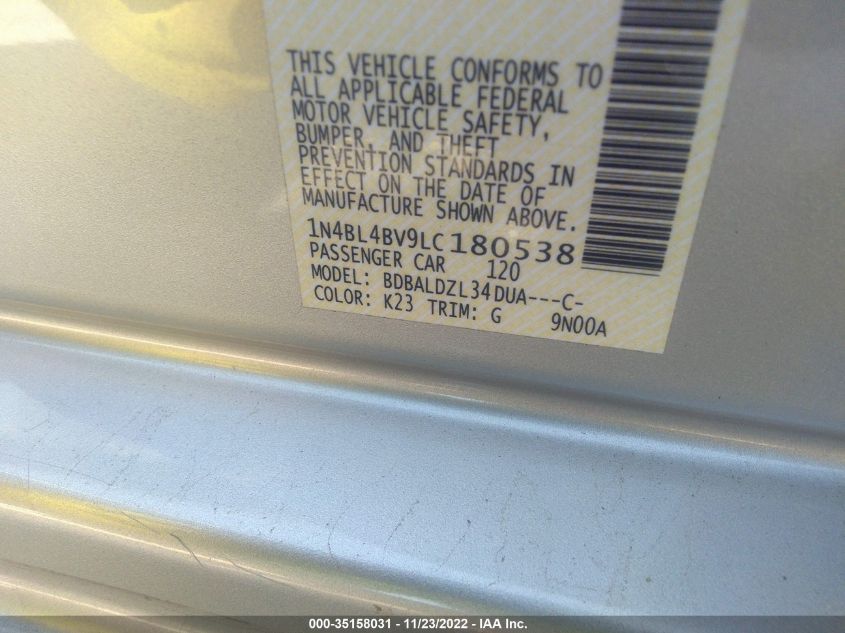 THIS VEHICLE CONFORMS TO
ALL APPLICABLE FEDERAL
MOTOR VEHICLE SAFETY,
BUMPER, AND THEFT
PREVENTION STANDARDS IN
EFFECT ON THE DATE OF
MANUFACTURE SHOWN ABOVE.
1N4BL4BV9LC180538
PASSENGER CAR 120
MODEL: BDBALDZL34DUA---C-
COLOR: K23 TRIM: G 9N00A
000-35158031 - 11/23/2022 - IAA Inc.